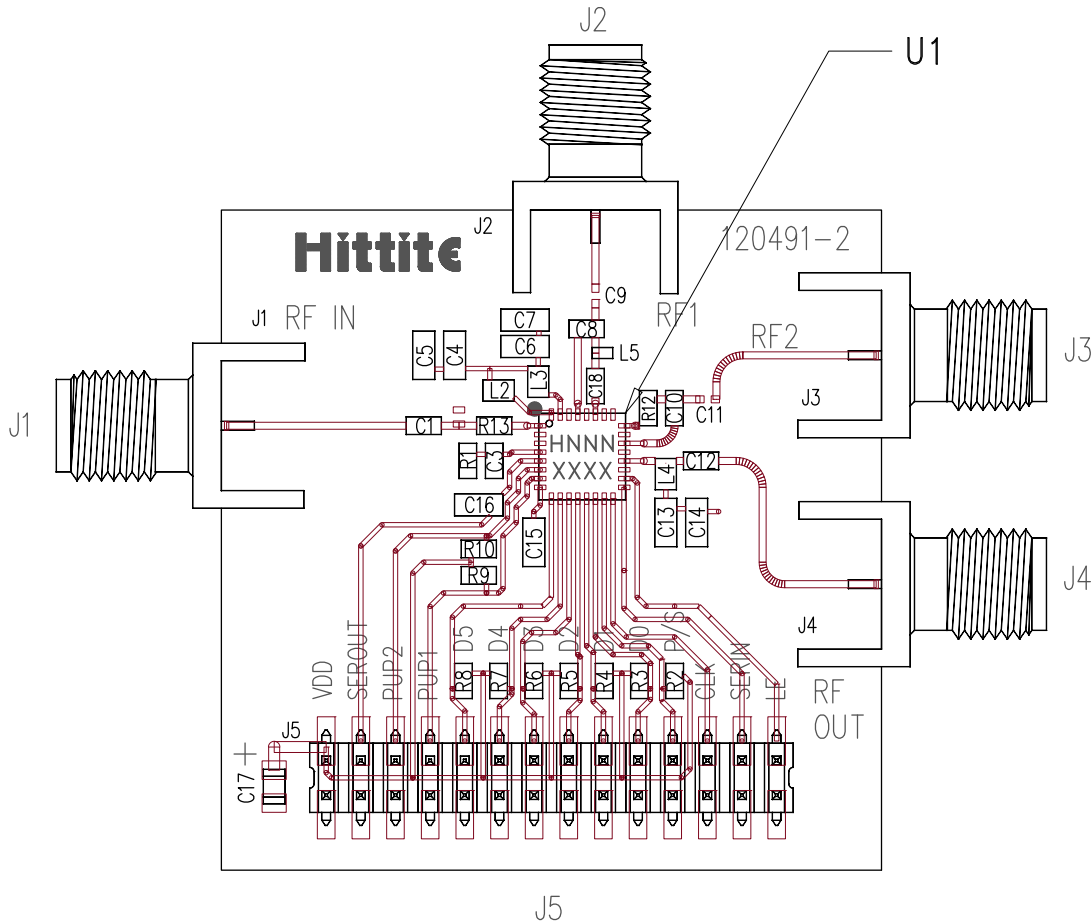 J2
U1
J2
Hittite
120491-2
C9
J1
RF IN
RF1
C7
C8
RF2
C6
L5
C5
C4
J3
L3
C18
L2
R12
C10
C11
J3
J1
C1
R13
HNNN
XXXX
R1
C3
L4
C12
C16
C13
C14
C15
R10
R9
J4
J4
VDD
SEROUT
PUP2
PUP1
D5
D4
D3
D2
D1
D0
P/S
CLK
SERIN
LE
RF
OUT
R8
R7
R6
R5
R4
R3
R2
J5
+
C17
J5